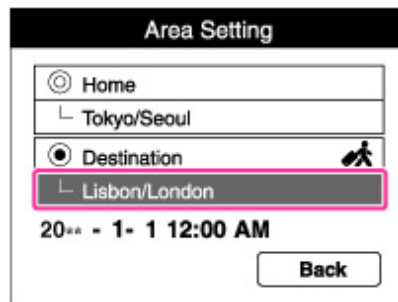 Area Setting
Home
Tokyo/Seoul
Destination
Lisbon/London
20** - 1- 1 12:00 AM
Back